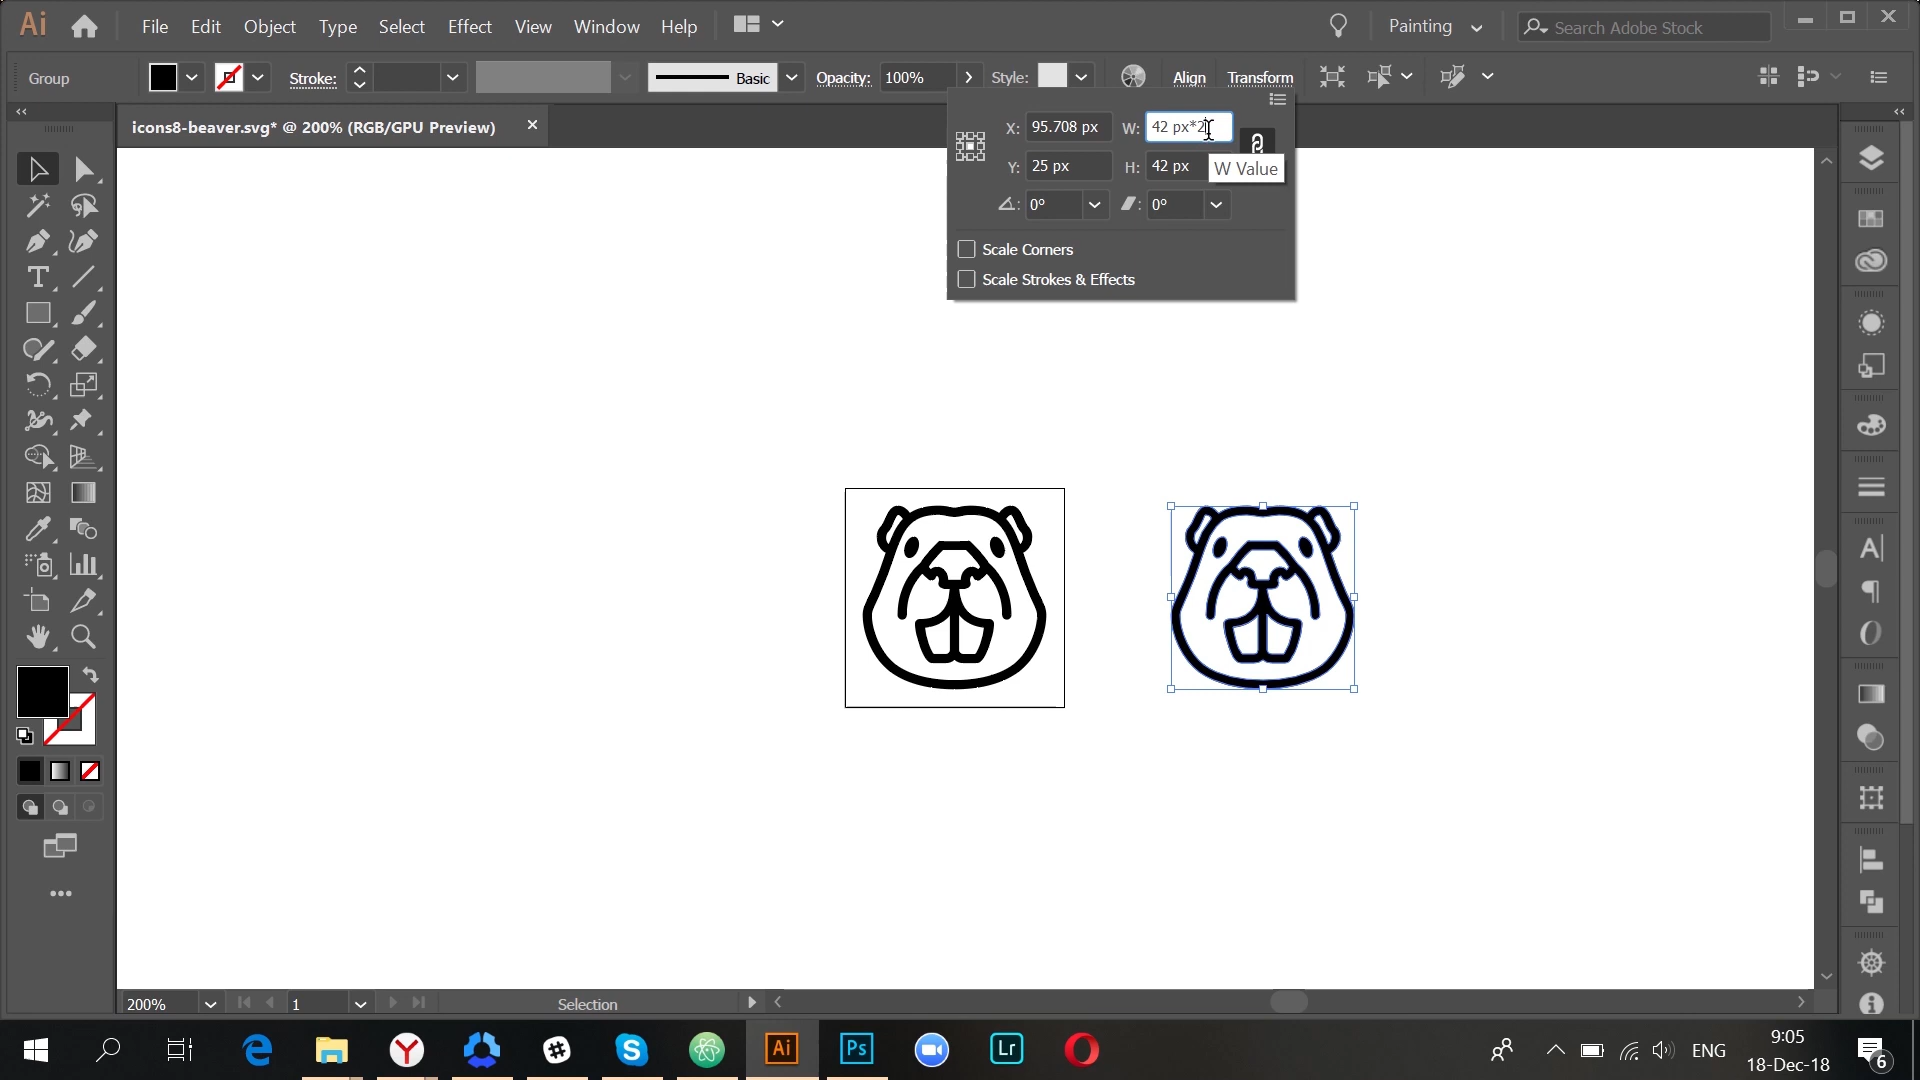 Ai
File Edit Object Type Select Effect View Window Help
Painting
Search Adobe Stock
Group
Stroke:
Basic
Opacity: 100%
Style:
Align
Transform
icons8-beaver.svg* @ 200% (RGB/GPU Preview)
X: 95.708 px W: 42 px*2
Y: 25 px H: 42 px
W Value
0° 0°
Scale Corners
Scale Strokes & Effects
200%
1
Selection
Ai
Ps
Lr
ENG
9:05
18-Dec-18
6